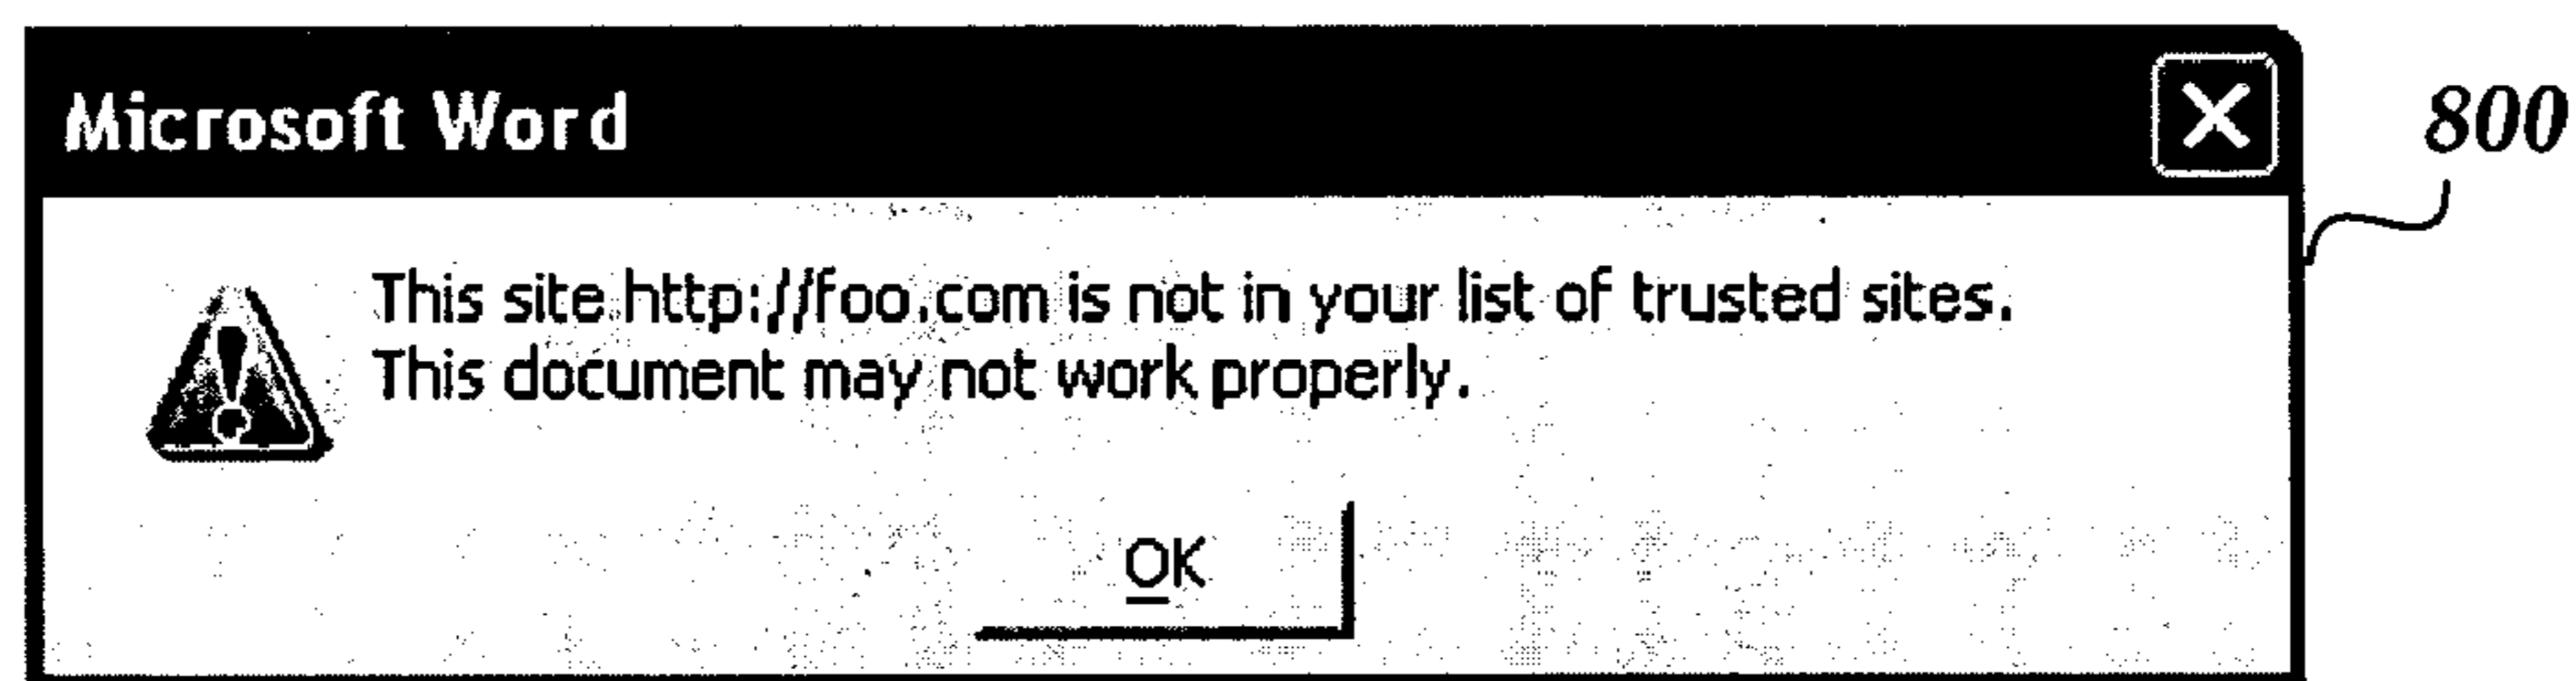 Microsoft Word
800
This site http://foo.com is not in your list of trusted sites.
This document may not work properly.
OK